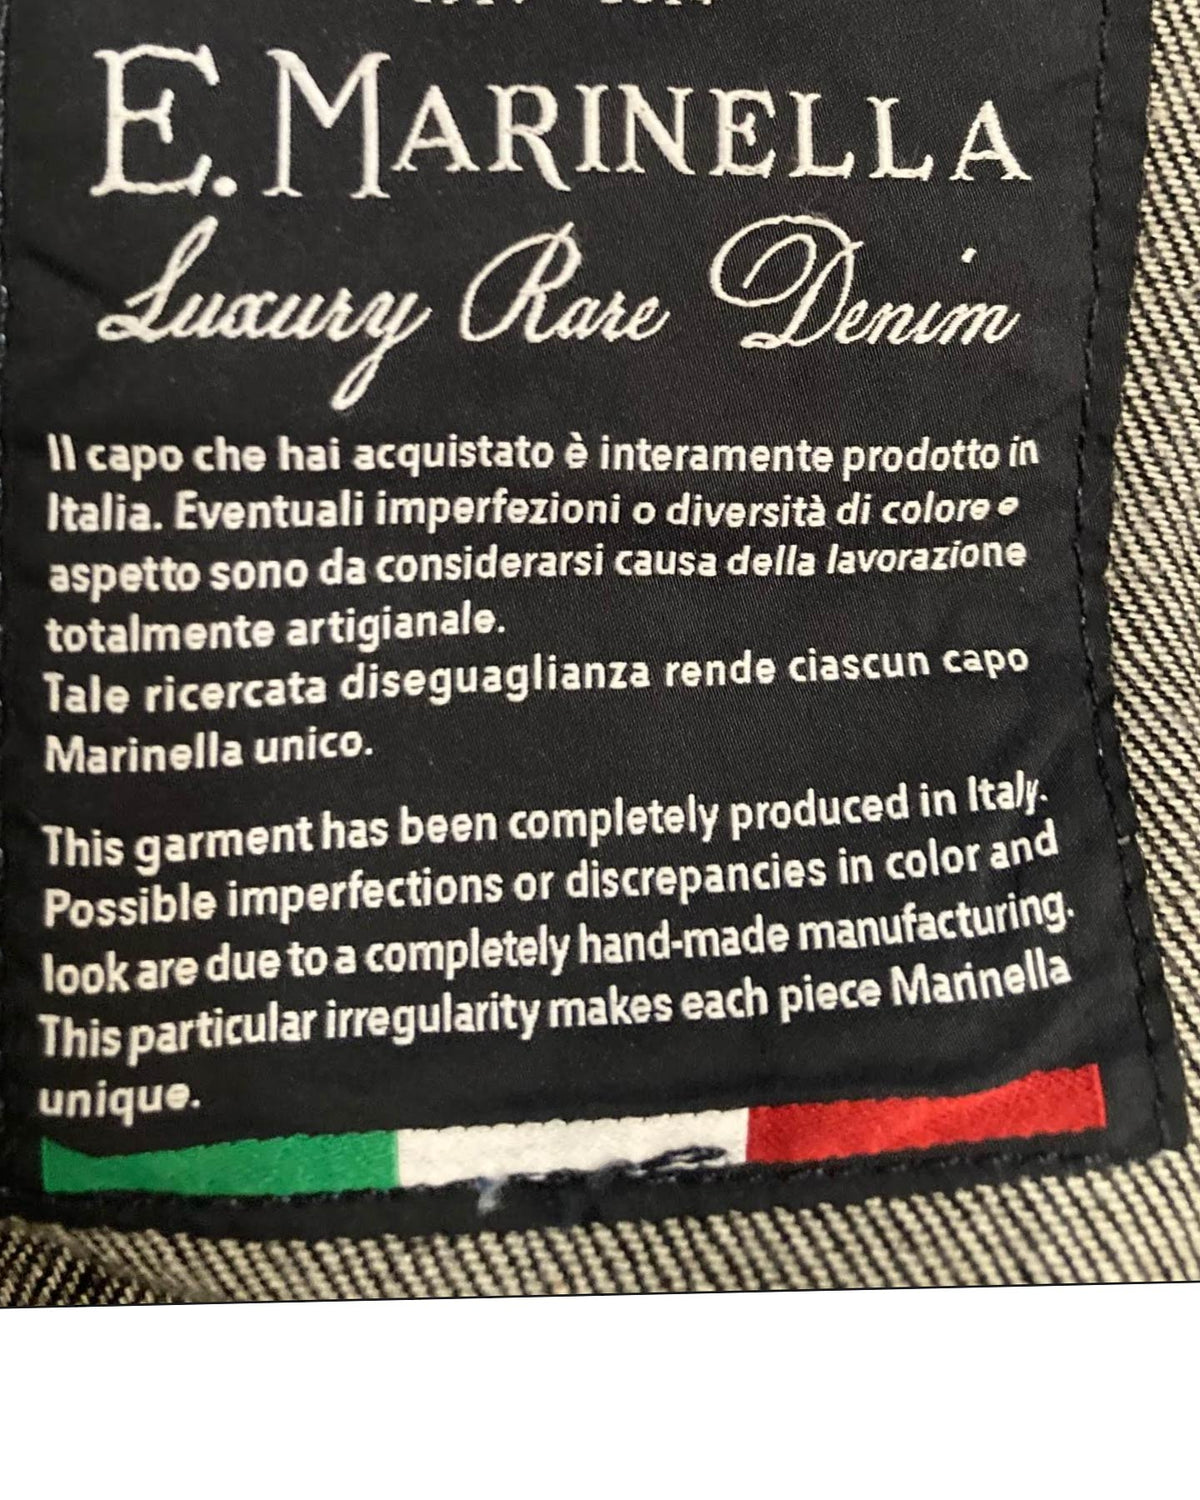 E. MARINELLA
Luxury Rare Denim
Il capo che hai acquistato è interamente prodotto in
Italia. Eventuali imperfezioni o diversità di colore e
aspetto sono da considerarsi causa della lavorazione
totalmente artigianale.
Tale ricercata diseguaglianza rende ciascun capo
Marinella unico.
This garment has been completely produced in Italy.
Possible imperfections or discrepancies in color and
look are due to a completely hand-made manufacturing.
This particular irregularity makes each piece Marinella
unique.